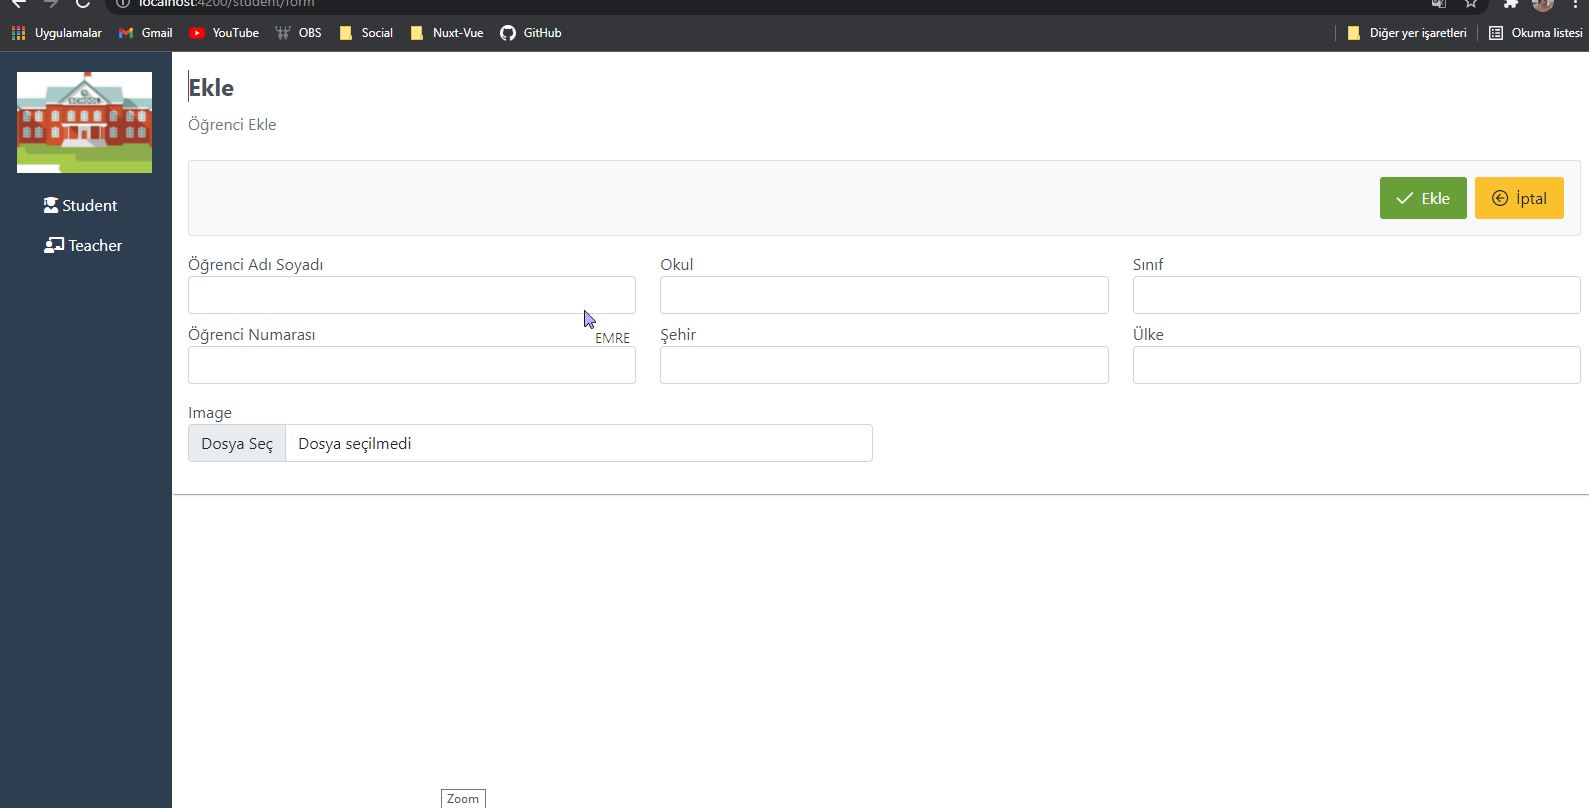 localhost:4200/student/form
Uygulamalar Gmail YouTube OBS Social Nuxt-Vue GitHub Diğer yer işaretleri Okuma listesi
SCHOOL
Student
Teacher
Ekle
Öğrenci Ekle
Ekle İptal
Öğrenci Adı Soyadı Okul Sınıf
Öğrenci Numarası EMRE Şehir Ülke
Image
Dosya Seç Dosya seçilmedi
Zoom